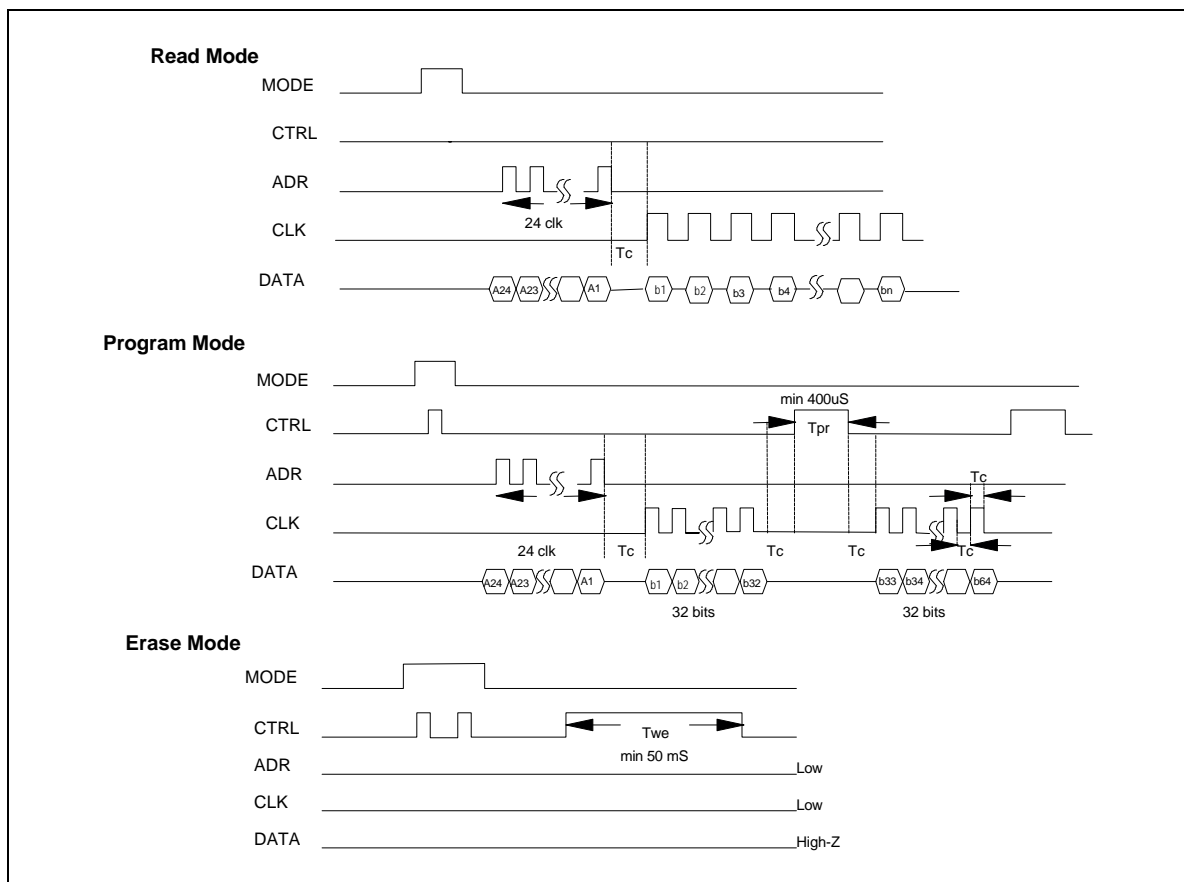 Read Mode
MODE
CTRL
ADR
24 clk
CLK
Tc
DATA
A24 A23 A1 b1 b2 b3 b4 bn
Program Mode
MODE
min 400uS
CTRL
Tpr
ADR
Tc
CLK
24 clk Tc Tc Tc Tc
DATA
A24 A23 A1 b1 b2 b32 b33 b34 b64
32 bits 32 bits
Erase Mode
MODE
CTRL
Twe
min 50 mS
ADR Low
CLK Low
DATA High-Z